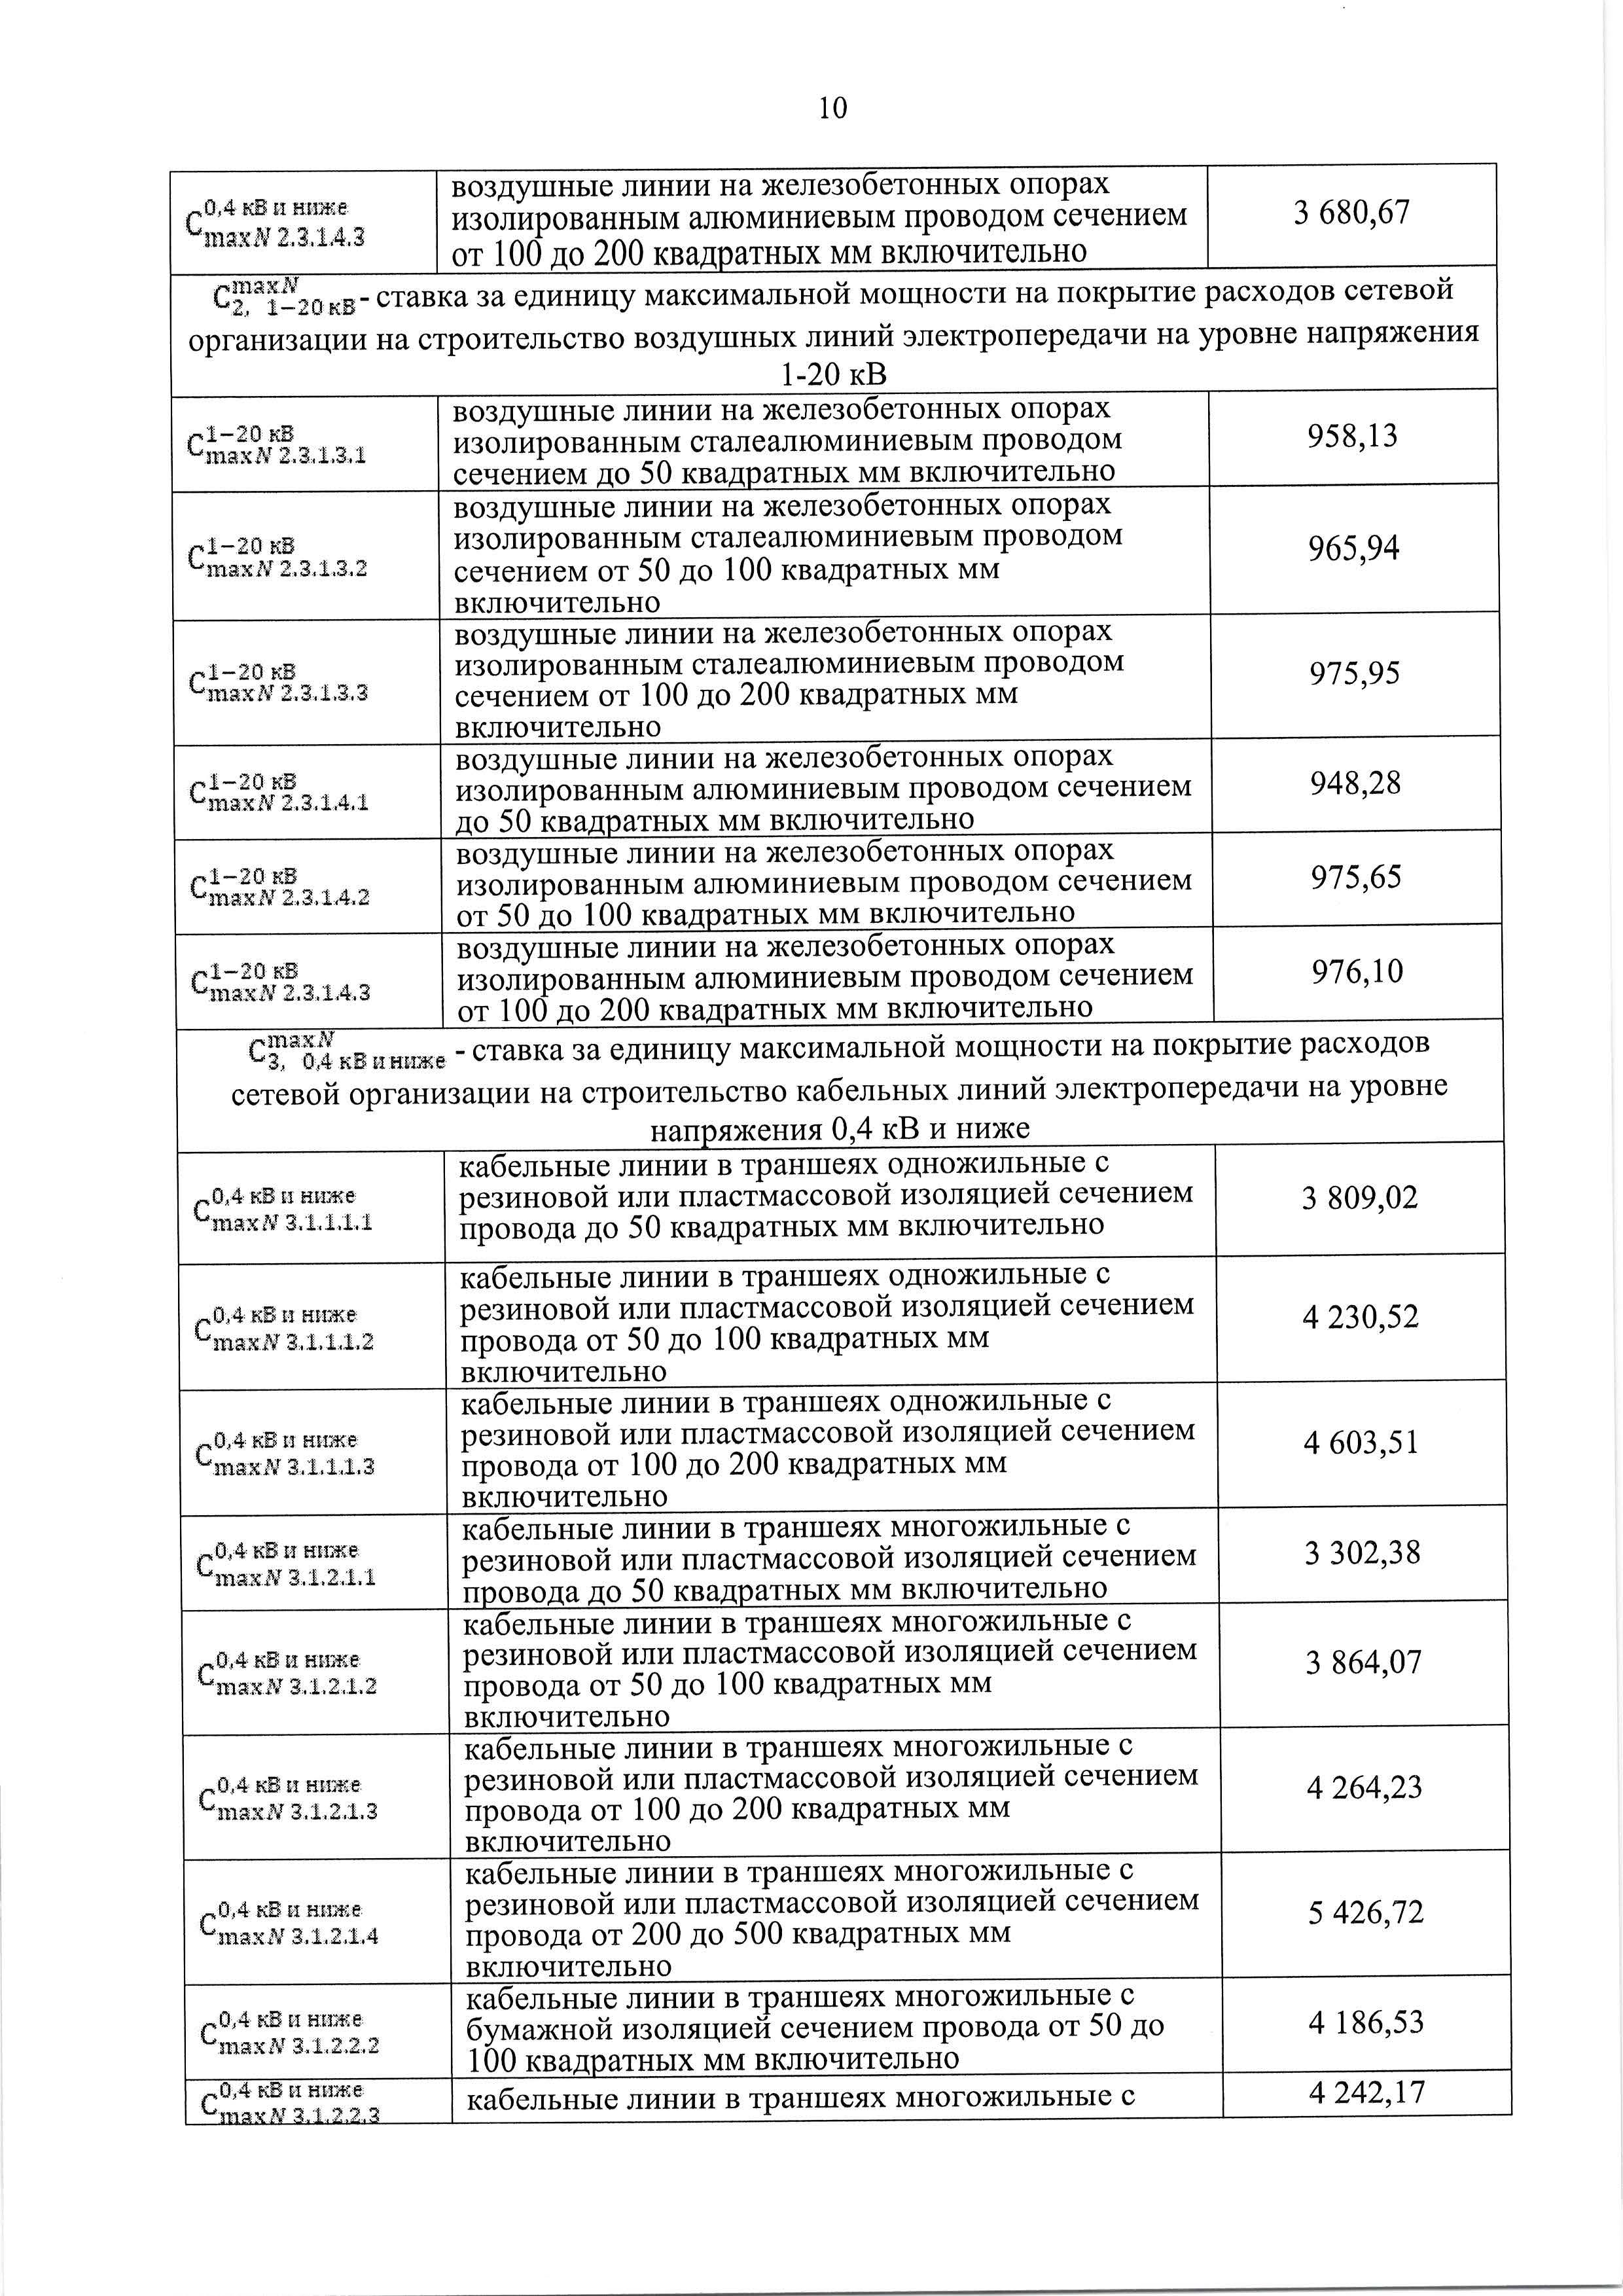 10
C 0,4 кВ и ниже maxN 2.3.1.4.3
воздушные линии на железобетонных опорах
изолированным алюминиевым проводом сечением
от 100 до 200 квадратных мм включительно
3 680,67
C maxN 2, 1−20 кВ - ставка за единицу максимальной мощности на покрытие расходов сетевой
организации на строительство воздушных линий электропередачи на уровне напряжения
1-20 кВ
C 1−20 кВ maxN 2.3.1.3.1
воздушные линии на железобетонных опорах
изолированным сталеалюминиевым проводом
сечением до 50 квадратных мм включительно
958,13
C 1−20 кВ maxN 2.3.1.3.2
воздушные линии на железобетонных опорах
изолированным сталеалюминиевым проводом
сечением от 50 до 100 квадратных мм
включительно
965,94
C 1−20 кВ maxN 2.3.1.3.3
воздушные линии на железобетонных опорах
изолированным сталеалюминиевым проводом
сечением от 100 до 200 квадратных мм
включительно
975,95
C 1−20 кВ maxN 2.3.1.4.1
воздушные линии на железобетонных опорах
изолированным алюминиевым проводом сечением
до 50 квадратных мм включительно
948,28
C 1−20 кВ maxN 2.3.1.4.2
воздушные линии на железобетонных опорах
изолированным алюминиевым проводом сечением
от 50 до 100 квадратных мм включительно
975,65
C 1−20 кВ maxN 2.3.1.4.3
воздушные линии на железобетонных опорах
изолированным алюминиевым проводом сечением
от 100 до 200 квадратных мм включительно
976,10
C maxN 3, 0,4 кВ и ниже - ставка за единицу максимальной мощности на покрытие расходов
сетевой организации на строительство кабельных линий электропередачи на уровне
напряжения 0,4 кВ и ниже
C 0,4 кВ и ниже maxN 3.1.1.1.1
кабельные линии в траншеях одножильные с
резиновой или пластмассовой изоляцией сечением
провода до 50 квадратных мм включительно
3 809,02
C 0,4 кВ и ниже maxN 3.1.1.1.2
кабельные линии в траншеях одножильные с
резиновой или пластмассовой изоляцией сечением
провода от 50 до 100 квадратных мм
включительно
4 230,52
C 0,4 кВ и ниже maxN 3.1.1.1.3
кабельные линии в траншеях одножильные с
резиновой или пластмассовой изоляцией сечением
провода от 100 до 200 квадратных мм
включительно
4 603,51
C 0,4 кВ и ниже maxN 3.1.2.1.1
кабельные линии в траншеях многожильные с
резиновой или пластмассовой изоляцией сечением
провода до 50 квадратных мм включительно
3 302,38
C 0,4 кВ и ниже maxN 3.1.2.1.2
кабельные линии в траншеях многожильные с
резиновой или пластмассовой изоляцией сечением
провода от 50 до 100 квадратных мм
включительно
3 864,07
C 0,4 кВ и ниже maxN 3.1.2.1.3
кабельные линии в траншеях многожильные с
резиновой или пластмассовой изоляцией сечением
провода от 100 до 200 квадратных мм
включительно
4 264,23
C 0,4 кВ и ниже maxN 3.1.2.1.4
кабельные линии в траншеях многожильные с
резиновой или пластмассовой изоляцией сечением
провода от 200 до 500 квадратных мм
включительно
5 426,72
C 0,4 кВ и ниже maxN 3.1.2.2.2
кабельные линии в траншеях многожильные с
бумажной изоляцией сечением провода от 50 до
100 квадратных мм включительно
4 186,53
C 0,4 кВ и ниже maxN 3.1.2.2.3
кабельные линии в траншеях многожильные с
4 242,17